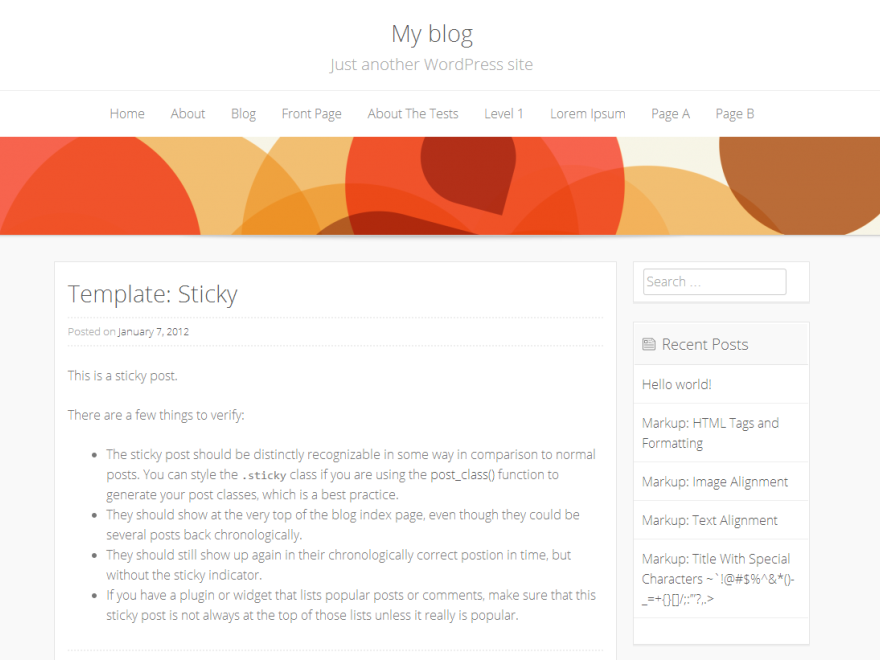 My blog
Just another WordPress site
Home About Blog Front Page About The Tests Level 1 Lorem Ipsum Page A Page B
Template: Sticky
Posted on January 7, 2012
This is a sticky post.
There are a few things to verify:
The sticky post should be distinctly recognizable in some way in comparison to normal
posts. You can style the .sticky class if you are using the post_class() function to
generate your post classes, which is a best practice.
They should show at the very top of the blog index page, even though they could be
several posts back chronologically.
They should still show up again in their chronologically correct postion in time, but
without the sticky indicator.
If you have a plugin or widget that lists popular posts or comments, make sure that this
sticky post is not always at the top of those lists unless it really is popular.
Search …
Recent Posts
Hello world!
Markup: HTML Tags and
Formatting
Markup: Image Alignment
Markup: Text Alignment
Markup: Title With Special
Characters ~`!@#$%^&*()-
_=+{}[]/;:'"?,.>